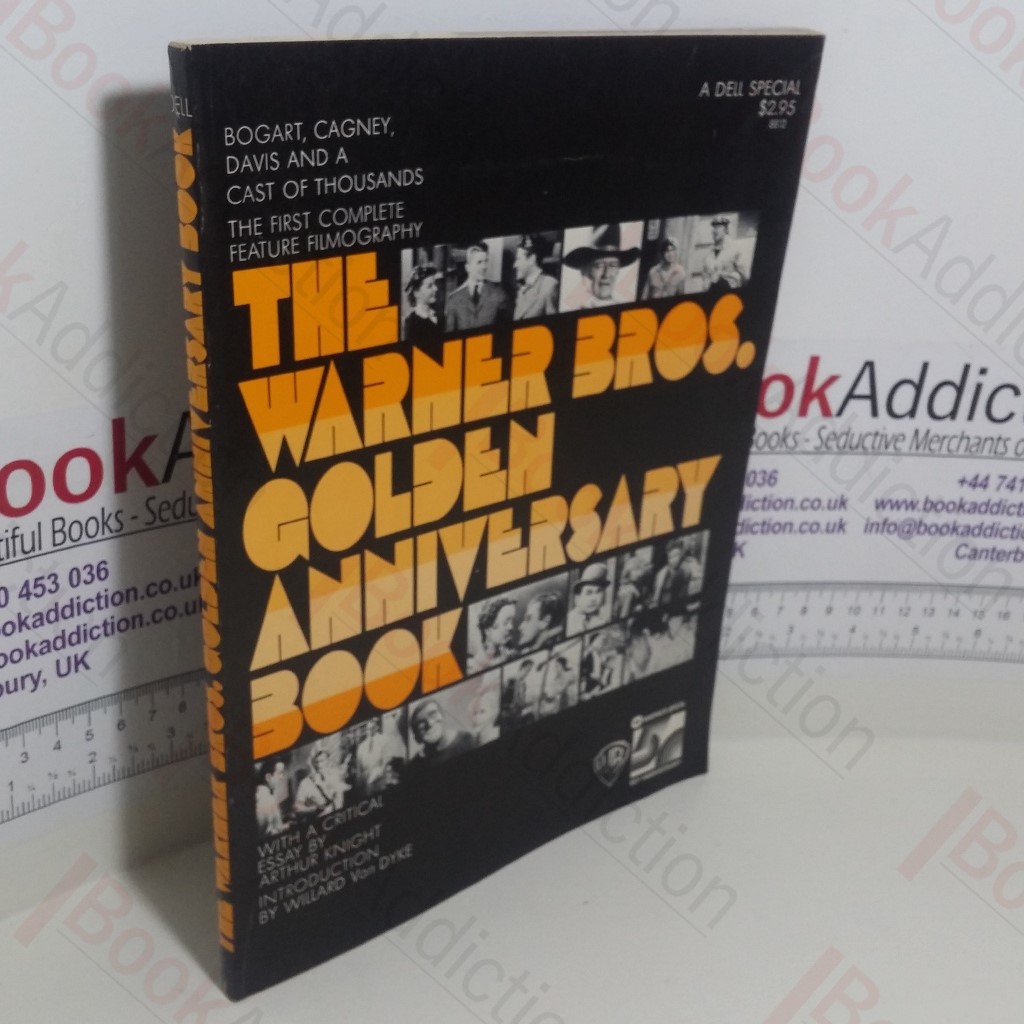 DELL
THE WARNER BROS. GOLDEN ANNIVERSARY BOOK
A DELL SPECIAL
$2.95
BOGART, CAGNEY,
DAVIS AND A
CAST OF THOUSANDS
THE FIRST COMPLETE
FEATURE FILMOGRAPHY
THE
WARNER BROS.
GOLDEN
ANNIVERSARY
BOOK
WITH A CRITICAL
ESSAY BY
ARTHUR KNIGHT
INTRODUCTION
BY WILLARD Van DYKE
WB
ookA
tiful Books - Sedu
0 453 036
ookaddiction.co.uk
ookaddiction.co.uk
bury, UK
okAddic
Books - Seductive Merchants o
036
+44 741
diction.co.uk
www.bookaddictio
diction.co.uk
info@bookaddict
K
Canterb
BookAddiction